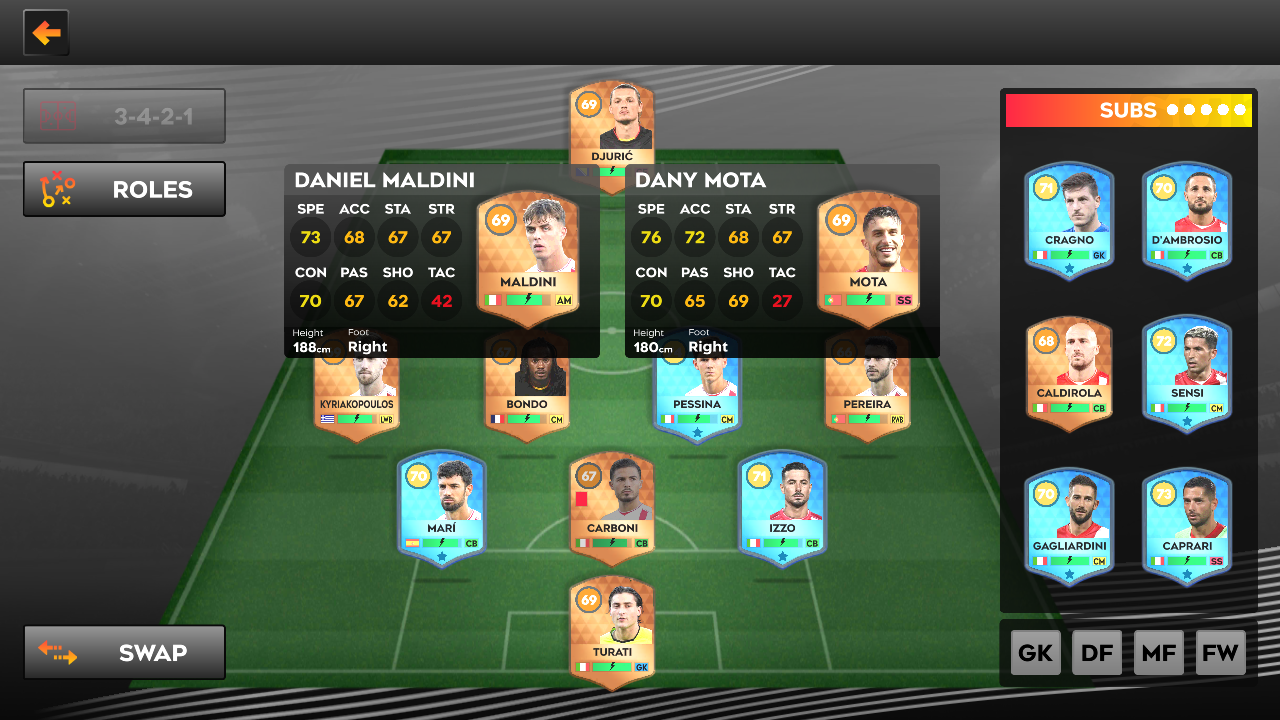 3-4-2-1
ROLES
SWAP
69
DJURIĆ
DANIEL MALDINI
SPE ACC STA STR
73 68 67 67
CON PAS SHO TAC
70 67 62 42
Height Foot
188cm Right
69
MALDINI
AM
DANY MOTA
SPE ACC STA STR
76 72 68 67
CON PAS SHO TAC
70 65 69 27
Height Foot
180cm Right
69
MOTA
SS
KYRIAKOPOULOS
LWB
BONDO
CM
PESSINA
CM
PEREIRA
RWB
70
MARÍ
CB
67
CARBONI
CB
71
IZZO
CB
69
TURATI
GK
SUBS
71
CRAGNO
GK
70
D'AMBROSIO
CB
68
CALDIROLA
CB
72
SENSI
CM
70
GAGLIARDINI
CM
73
CAPRARI
SS
GK DF MF FW